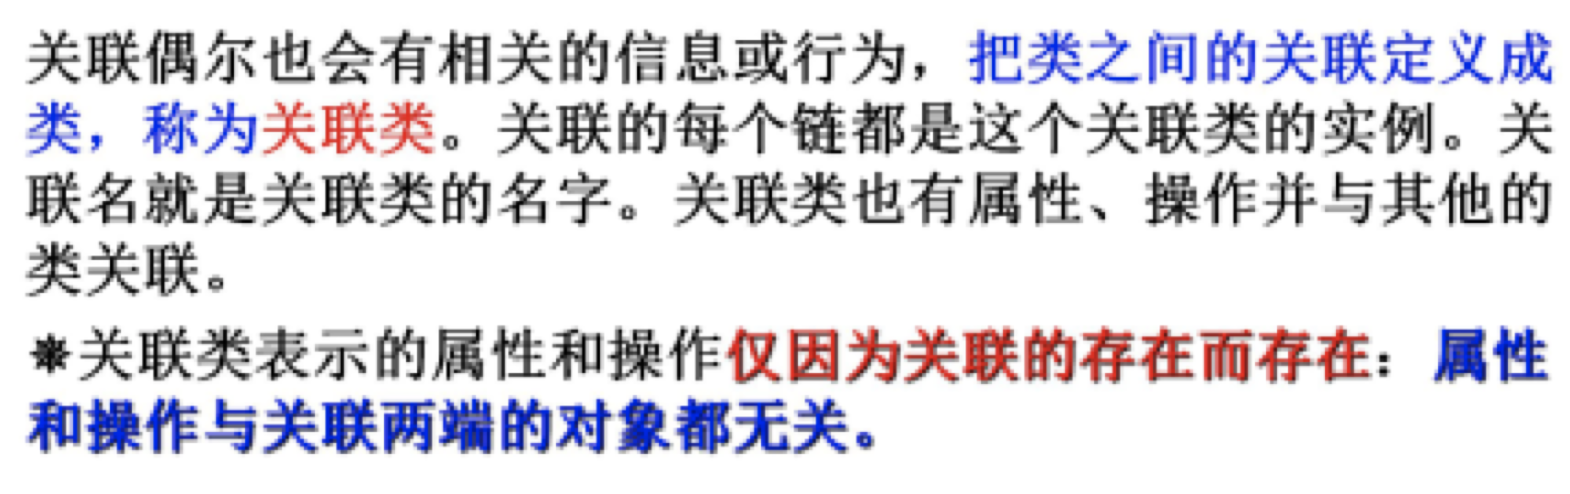 关联偶尔也会有相关的信息或行为，把类之间的关联定义成
类，称为关联类。关联的每个链都是这个关联类的实例。关
联名就是关联类的名字。关联类也有属性、操作并与其他的
类关联。
❋关联类表示的属性和操作仅因为关联的存在而存在：属性
和操作与关联两端的对象都无关。